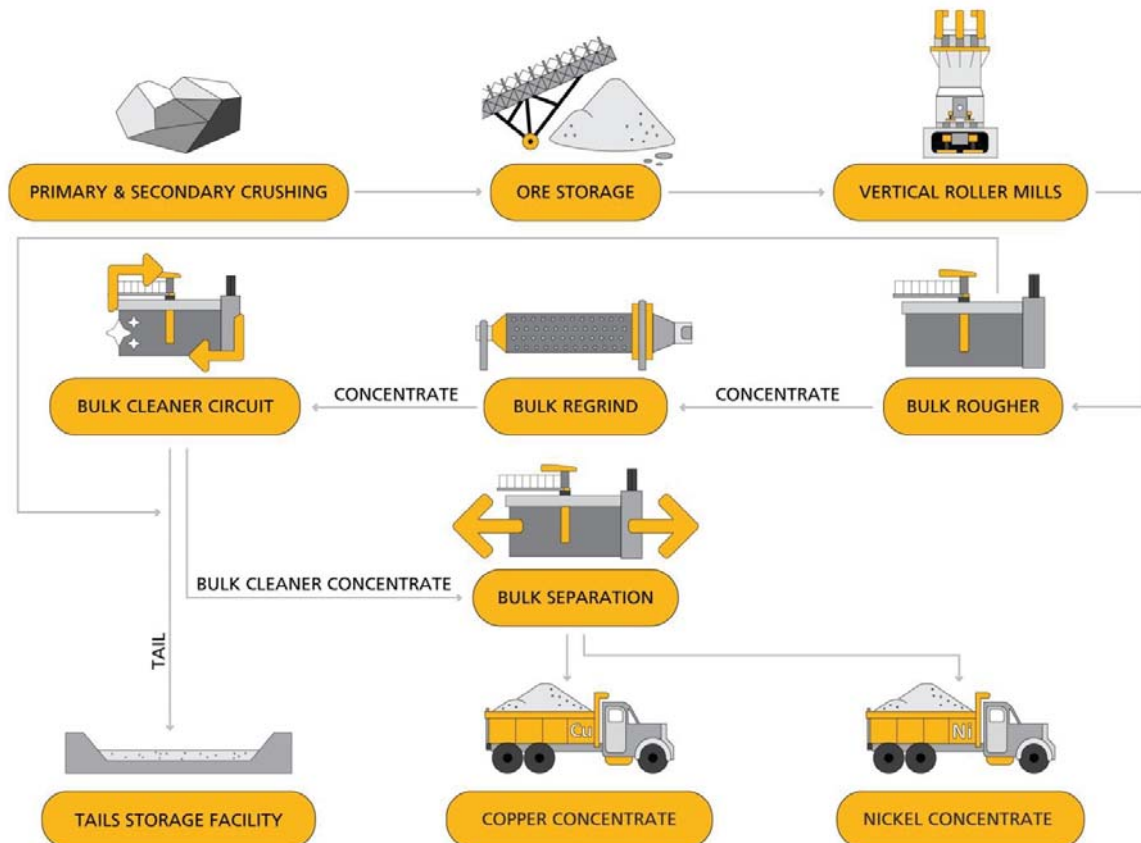 PRIMARY & SECONDARY CRUSHING
ORE STORAGE
VERTICAL ROLLER MILLS
BULK CLEANER CIRCUIT
CONCENTRATE
BULK REGRIND
CONCENTRATE
BULK ROUGHER
BULK CLEANER CONCENTRATE
BULK SEPARATION
TAIL
Cu
Ni
TAILS STORAGE FACILITY
COPPER CONCENTRATE
NICKEL CONCENTRATE